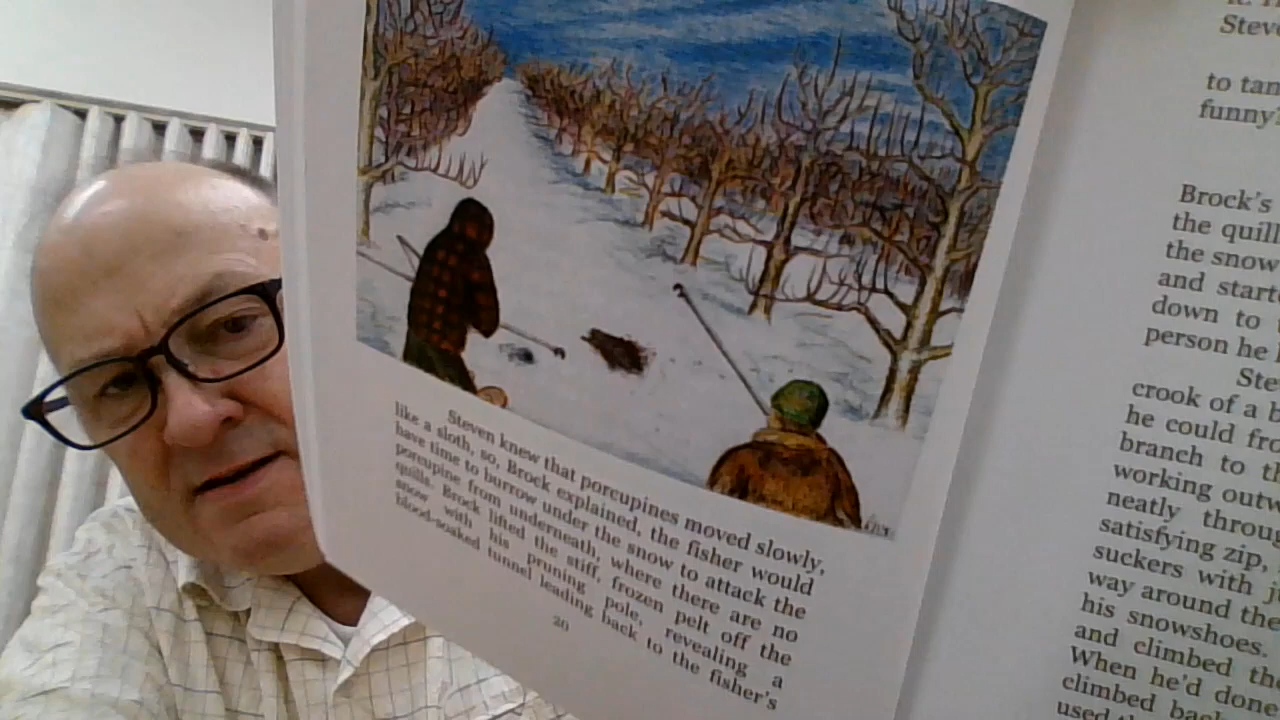 Steven knew that porcupines moved slowly,
like a sloth, so, Brock explained, the fisher would
have time to burrow under the snow to attack the
porcupine from underneath, where there are no
quills. Brock lifted the stiff, frozen pelt off the
snow with his pruning pole, revealing a
blood-soaked tunnel leading back to the fisher's
20
Steve
to tan
funny?
Brock's
the quill
the snow
and start
down to
person he
Ste
crook of a b
he could fro
branch to th
working outw
neatly throug
satisfying zip,
suckers with ju
way around the
his snowshoes.
and climbed the
When he'd done
climbed back
used th